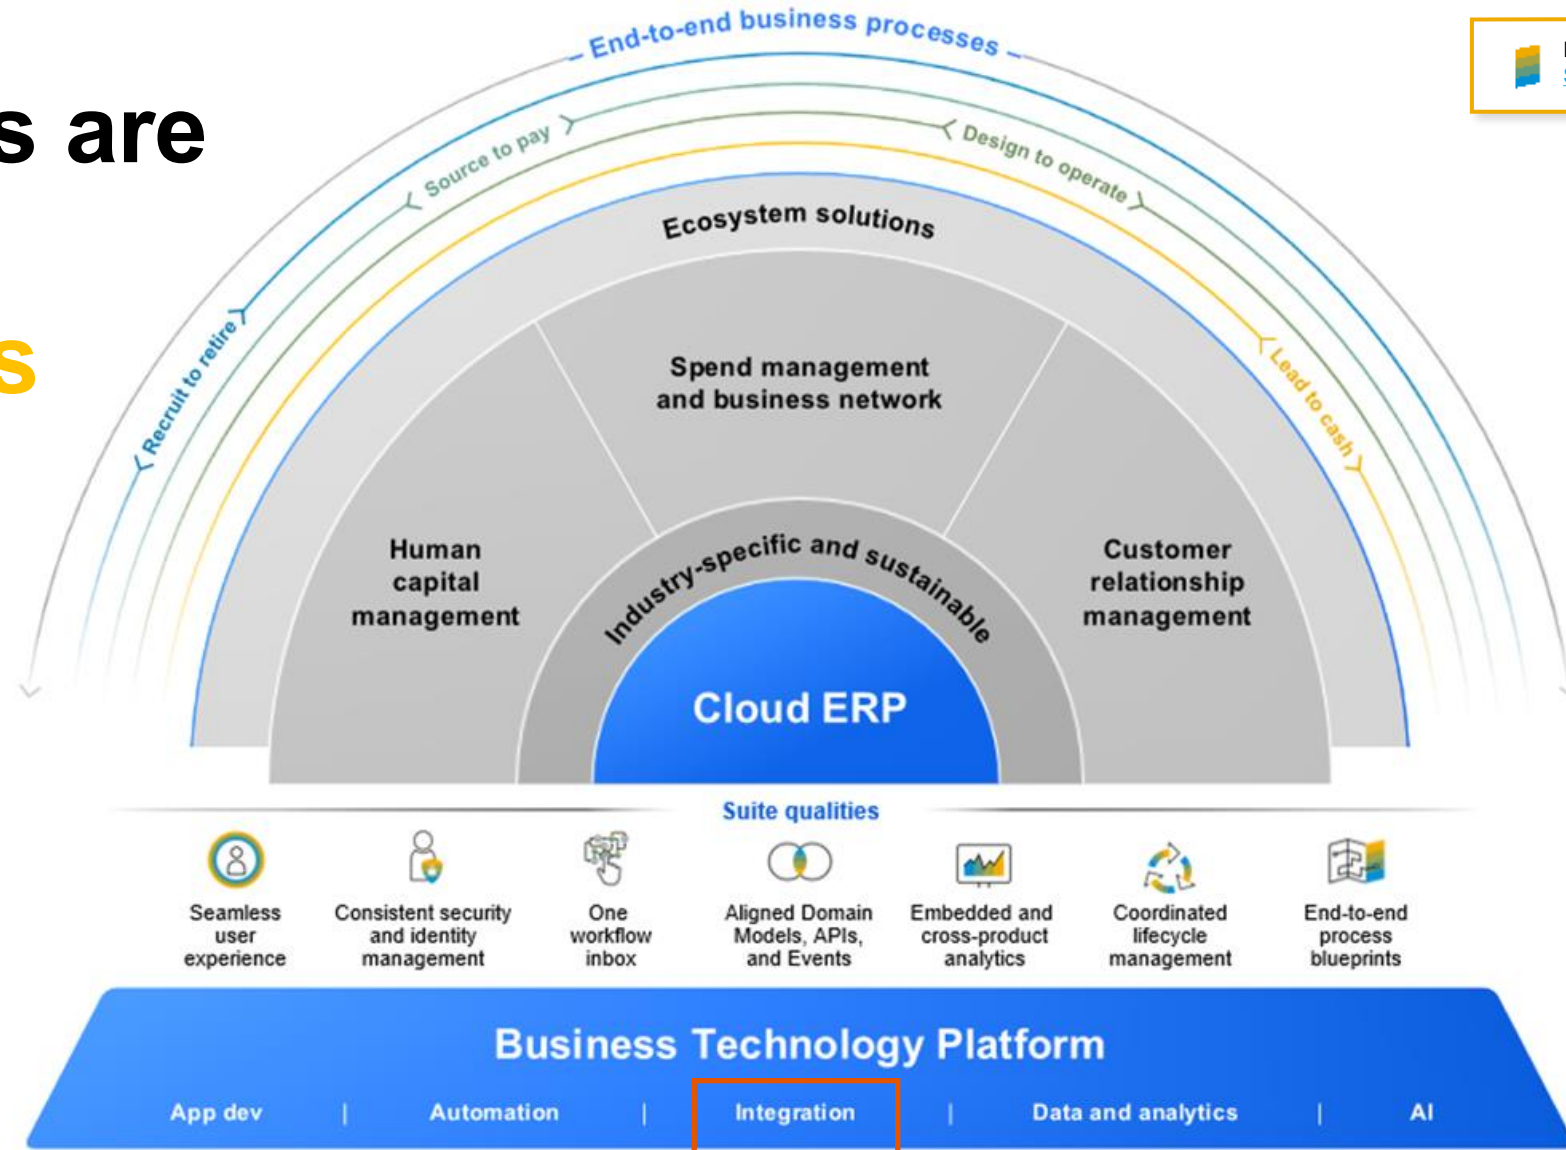 End-to-end business processes
s are
s
Source to pay
Design to operate
Recruit to retire
Lead to cash
Ecosystem solutions
Spend management
and business network
Human
capital
management
Customer
relationship
management
Industry-specific and sustainable
Cloud ERP
Suite qualities
Seamless
user
experience
Consistent security
and identity
management
One
workflow
inbox
Aligned Domain
Models, APIs,
and Events
Embedded and
cross-product
analytics
Coordinated
lifecycle
management
End-to-end
process
blueprints
Business Technology Platform
App dev | Automation | Integration | Data and analytics | AI